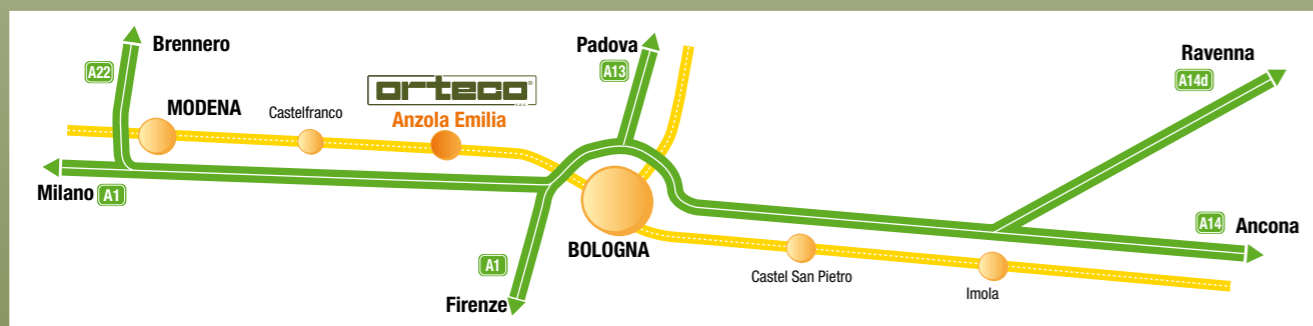 Brennero
A22
MODENA
Castelfranco
orteco®
Anzola Emilia
Padova
A13
Ravenna
A14d
Milano
A1
A1
Firenze
BOLOGNA
Castel San Pietro
Imola
A14
Ancona